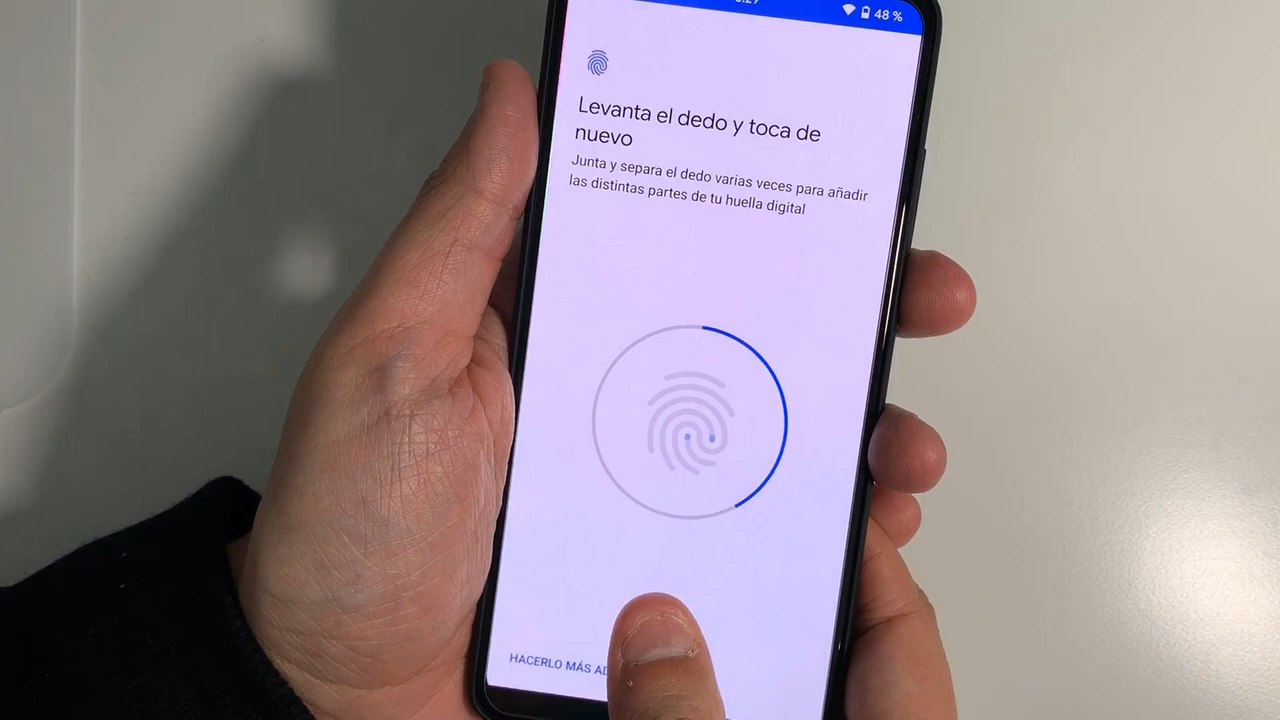 48 %
Levanta el dedo y toca de
nuevo
Junta y separa el dedo varias veces para añadir
las distintas partes de tu huella digital
HACERLO MÁS